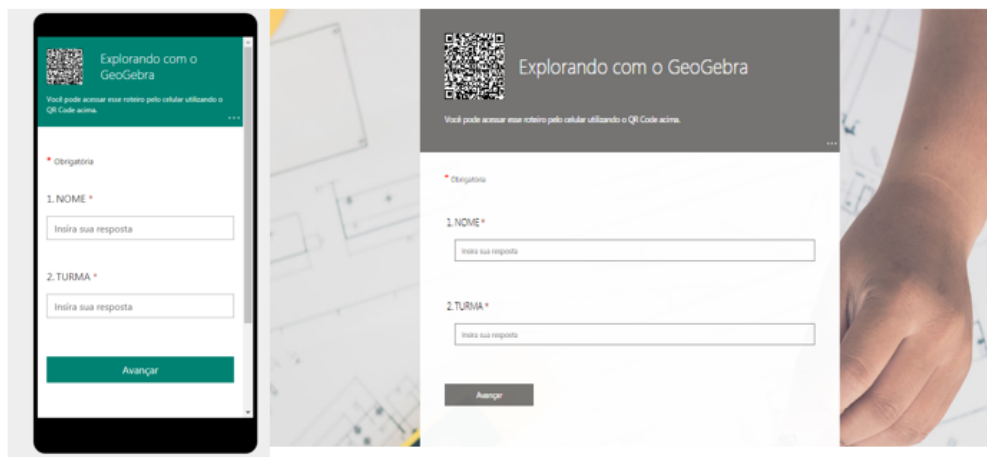 Explorando com o
GeoGebra
Você pode acessar esse roteiro pelo celular utilizando o
QR Code acima.
...
* Obrigatória
1. NOME *
Insira sua resposta
2. TURMA *
Insira sua resposta
Avançar
Explorando com o GeoGebra
Você pode acessar esse roteiro pelo celular utilizando o QR Code acima.
...
* Obrigatória
1. NOME *
Insira sua resposta
2. TURMA *
Insira sua resposta
Avançar